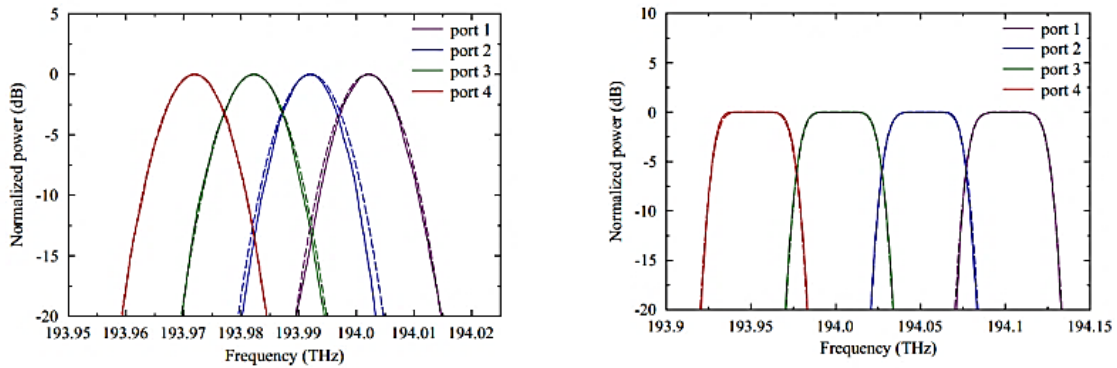 5
0
-5
-10
-15
-20
Normalized power (dB)
port 1
port 2
port 3
port 4
193.95 193.96 193.97 193.98 193.99 194.0 194.01 194.02
Frequency (THz)
10
5
0
-5
-10
-15
-20
Normalized power (dB)
port 1
port 2
port 3
port 4
193.9 193.95 194.0 194.05 194.1 194.15
Frequency (THz)